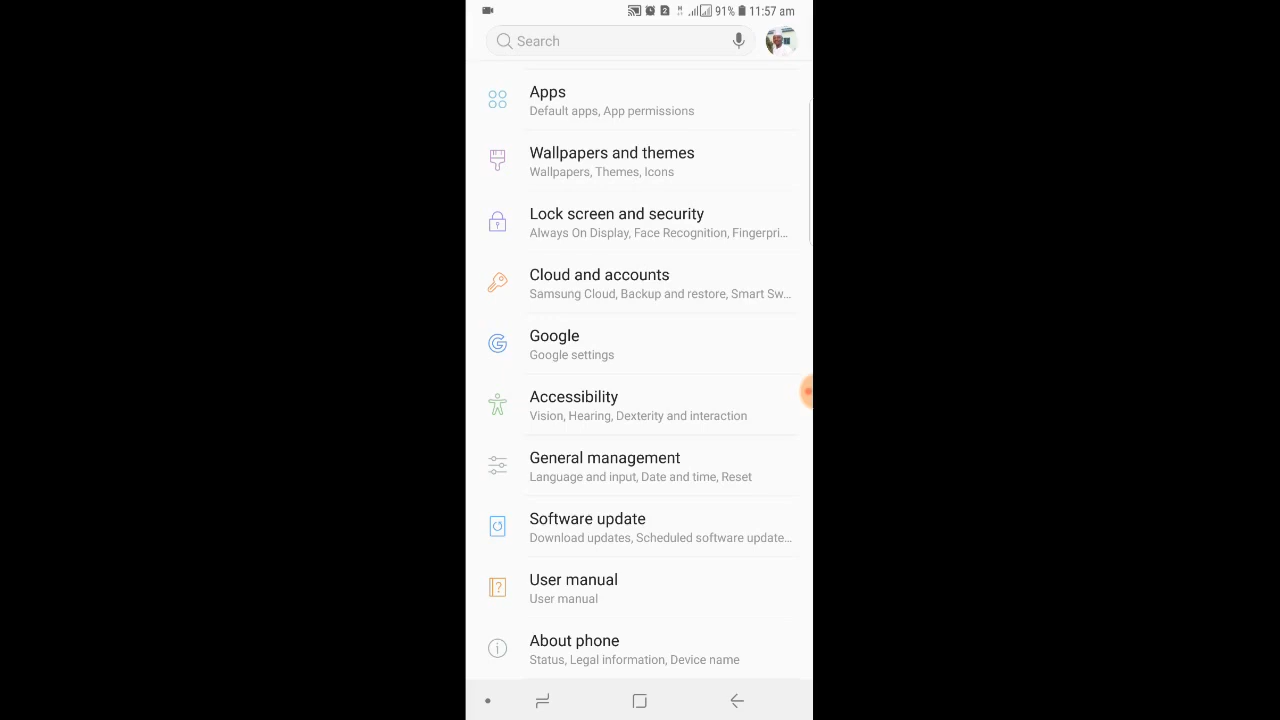 91% 11:57 am
Search
Apps
Default apps, App permissions
Wallpapers and themes
Wallpapers, Themes, Icons
Lock screen and security
Always On Display, Face Recognition, Fingerpri...
Cloud and accounts
Samsung Cloud, Backup and restore, Smart Sw...
Google
Google settings
Accessibility
Vision, Hearing, Dexterity and interaction
General management
Language and input, Date and time, Reset
Software update
Download updates, Scheduled software update...
User manual
User manual
About phone
Status, Legal information, Device name